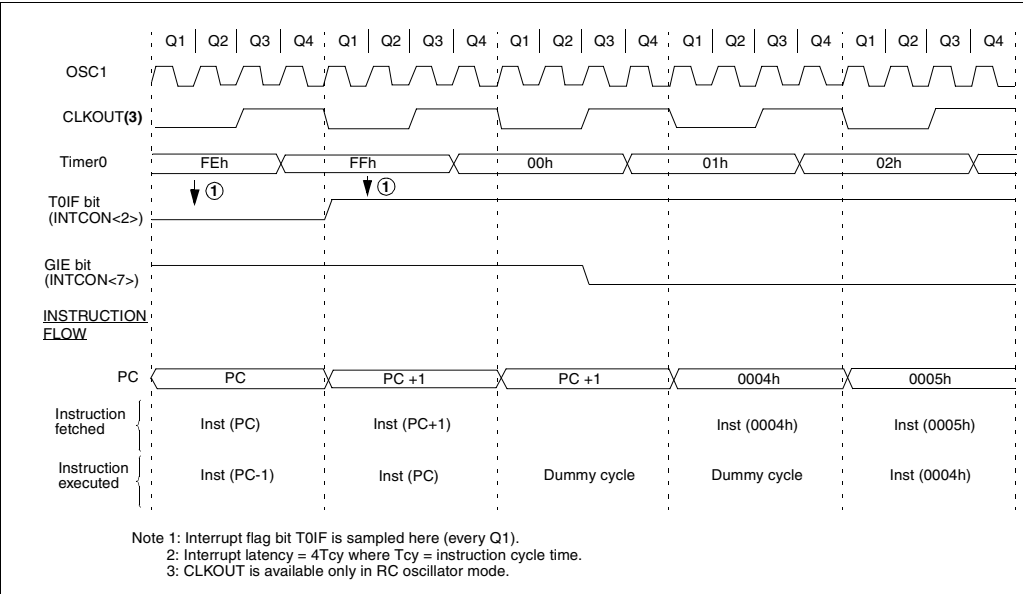 Q1 Q2 Q3 Q4 Q1 Q2 Q3 Q4 Q1 Q2 Q3 Q4 Q1 Q2 Q3 Q4 Q1 Q2 Q3 Q4
OSC1
CLKOUT(3)
Timer0 FEh FFh 00h 01h 02h
1 1
T0IF bit
(INTCON<2>)
GIE bit
(INTCON<7>)
INSTRUCTION
FLOW
PC PC PC +1 PC +1 0004h 0005h
Instruction
fetched
Inst (PC) Inst (PC+1) Inst (0004h) Inst (0005h)
Instruction
executed
Inst (PC-1) Inst (PC) Dummy cycle Dummy cycle Inst (0004h)
Note 1: Interrupt flag bit T0IF is sampled here (every Q1).
2: Interrupt latency = 4Tcy where Tcy = instruction cycle time.
3: CLKOUT is available only in RC oscillator mode.